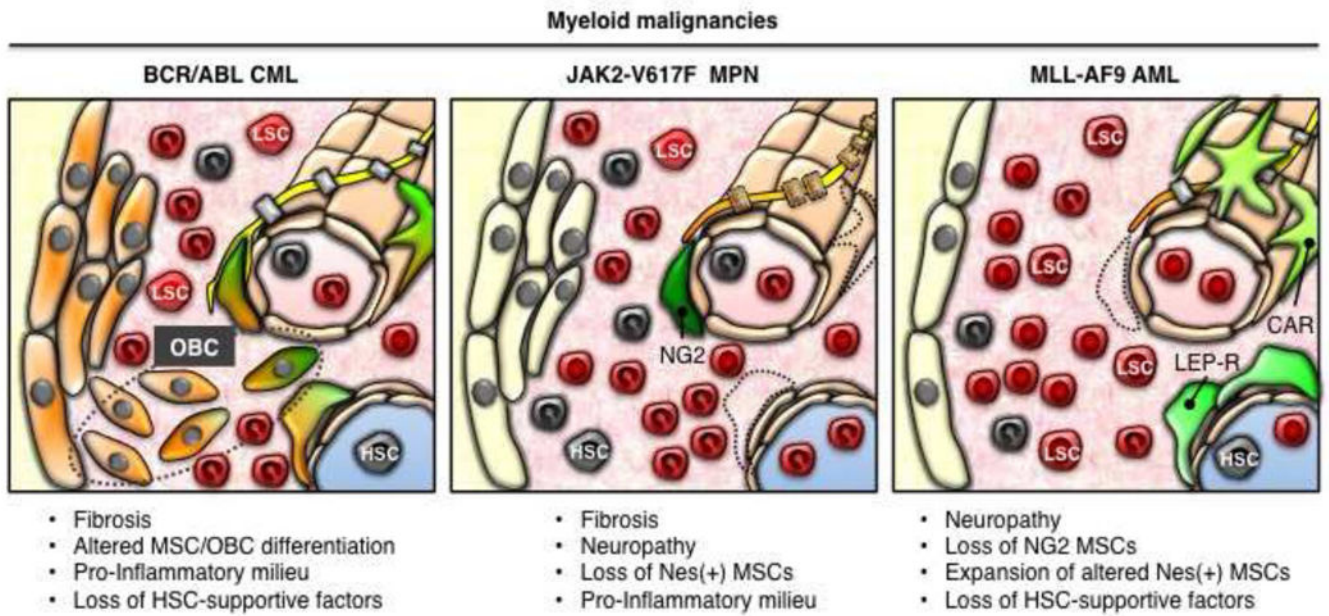 Myeloid malignancies
BCR/ABL CML
JAK2-V617F MPN
MLL-AF9 AML
LSC
LSC
OBC
HSC
LSC
NG2
HSC
LSC
LSC
LSC
CAR
LEP-R
LSC
HSC
• Fibrosis
• Altered MSC/OBC differentiation
• Pro-Inflammatory milieu
• Loss of HSC-supportive factors
• Fibrosis
• Neuropathy
• Loss of Nes(+) MSCs
• Pro-Inflammatory milieu
• Neuropathy
• Loss of NG2 MSCs
• Expansion of altered Nes(+) MSCs
• Loss of HSC-supportive factors